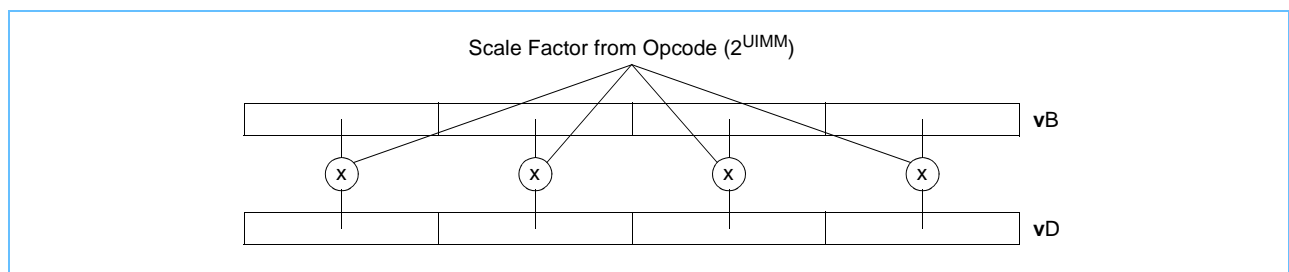 Scale Factor from Opcode (2^UIMM)
vB
x x x x
vD